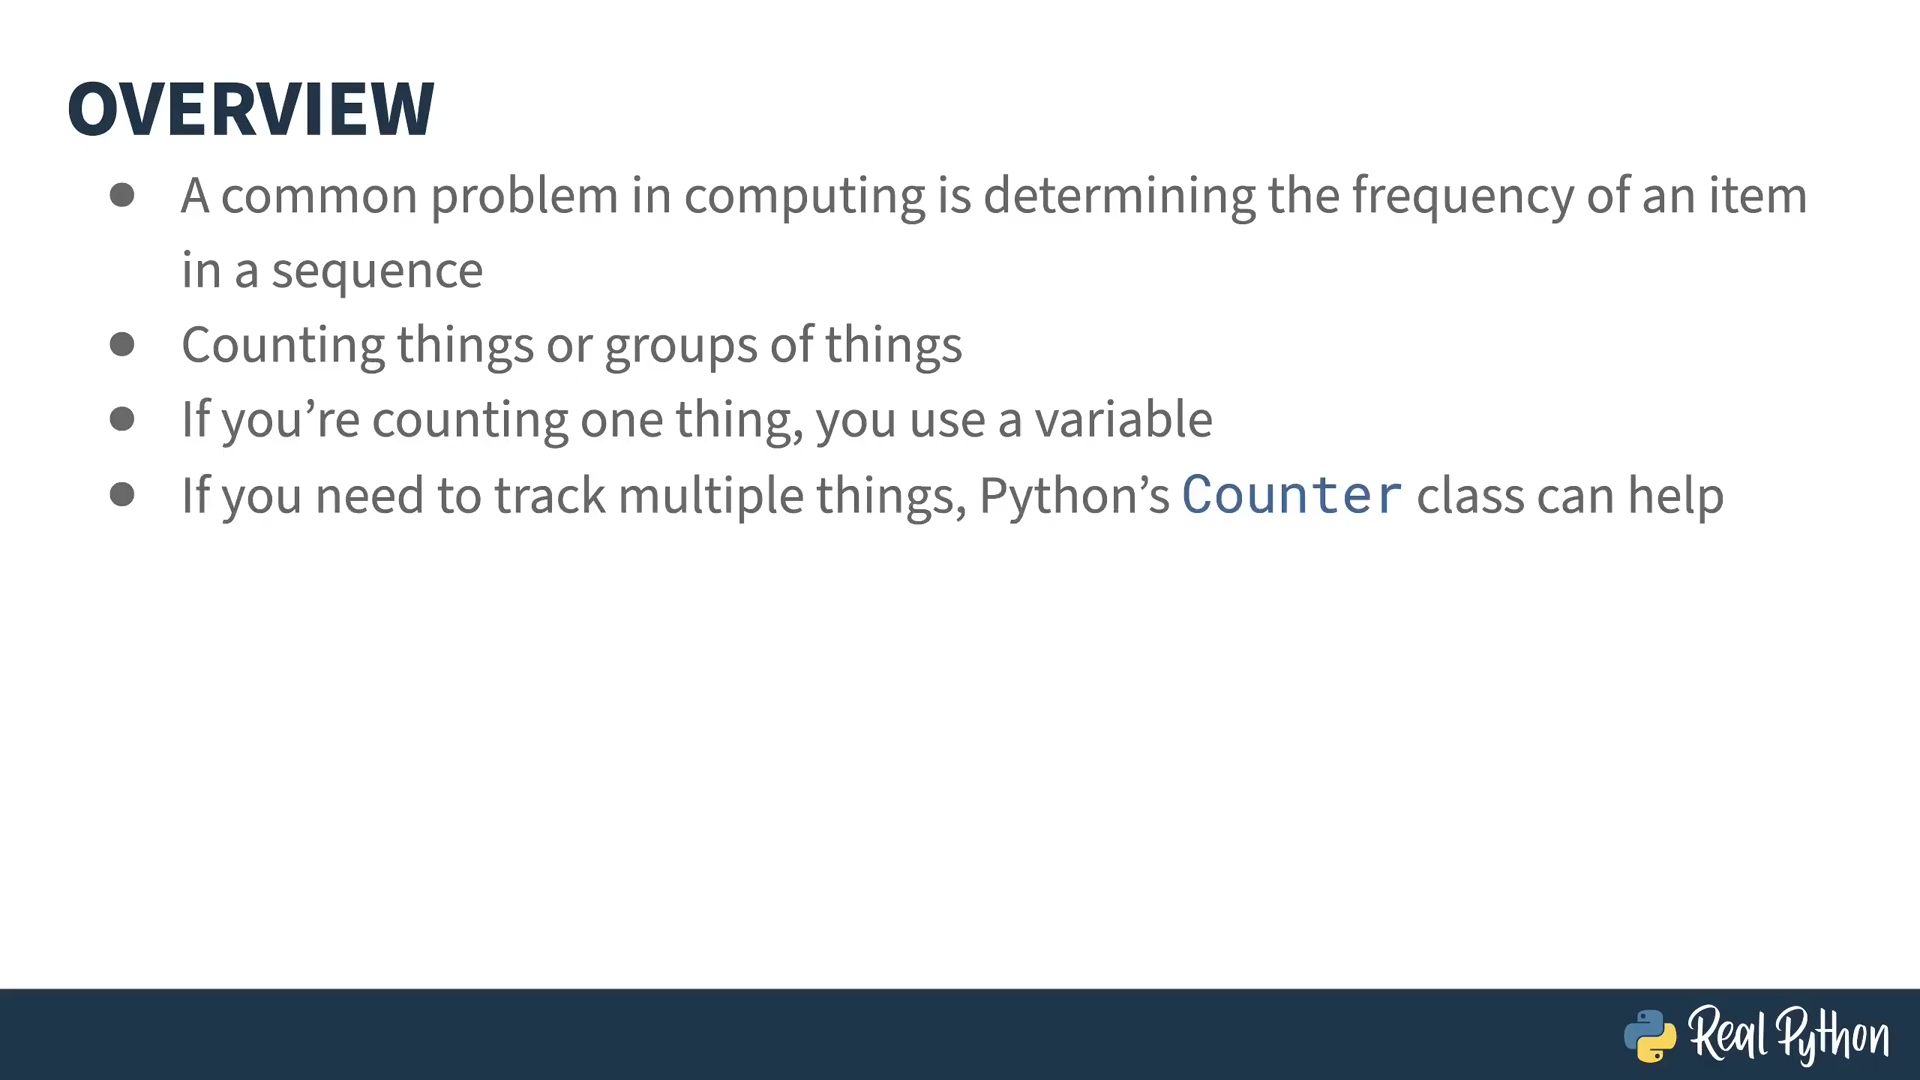 OVERVIEW
● A common problem in computing is determining the frequency of an item
in a sequence
● Counting things or groups of things
● If you’re counting one thing, you use a variable
● If you need to track multiple things, Python’s Counter class can help
Real Python